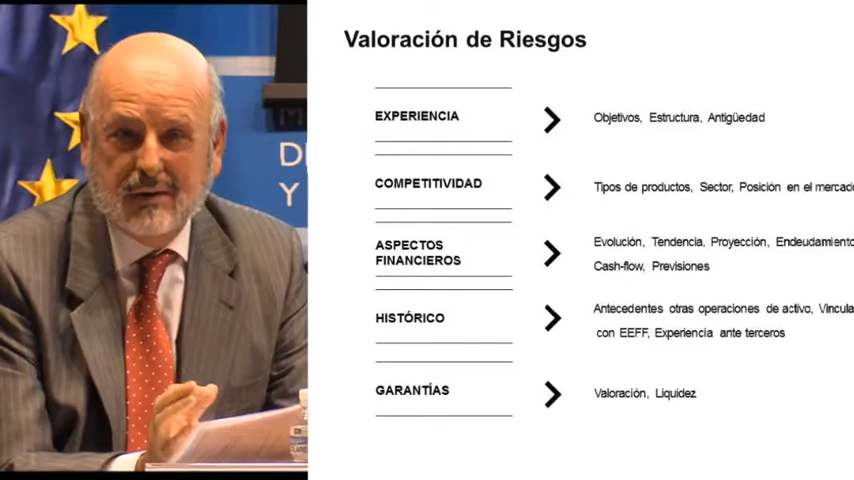 Valoración de Riesgos
EXPERIENCIA
Objetivos, Estructura, Antigüedad
COMPETITIVIDAD
Tipos de productos, Sector, Posición en el mercado
ASPECTOS
FINANCIEROS
Evolución, Tendencia, Proyección, Endeudamiento
Cash-flow, Previsiones
HISTÓRICO
Antecedentes otras operaciones de activo, Vincula
con EEFF, Experiencia ante terceros
GARANTÍAS
Valoración, Liquidez
D
Y